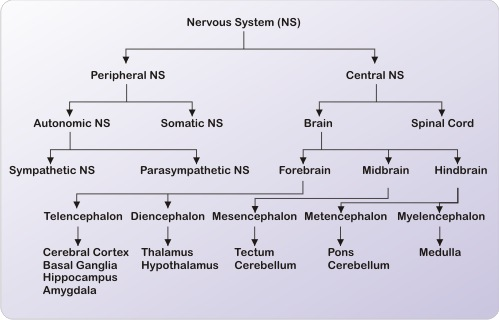 Nervous System (NS)
Peripheral NS
Central NS
Autonomic NS
Somatic NS
Brain
Spinal Cord
Sympathetic NS
Parasympathetic NS
Forebrain
Midbrain
Hindbrain
Telencephalon
Diencephalon
Mesencephalon
Metencephalon
Myelencephalon
Cerebral Cortex
Basal Ganglia
Hippocampus
Amygdala
Thalamus
Hypothalamus
Tectum
Cerebellum
Pons
Cerebellum
Medulla